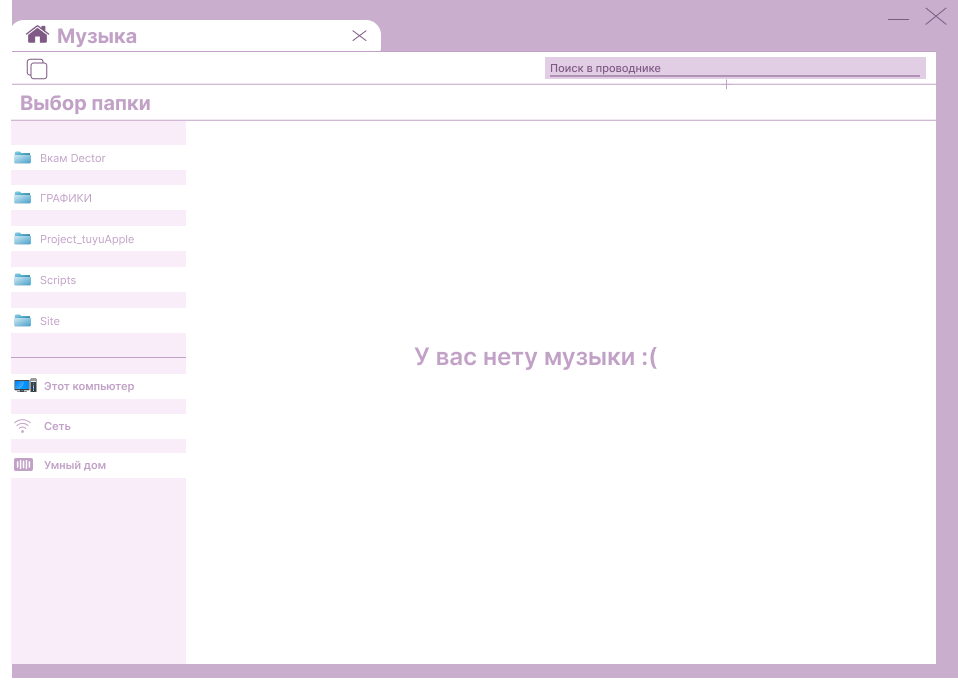 Музыка
Поиск в проводнике
Выбор папки
Вкам Dector
ГРАФИКИ
Project_tuyuApple
Scripts
Site
У вас нету музыки :(
Этот компьютер
Сеть
Умный дом